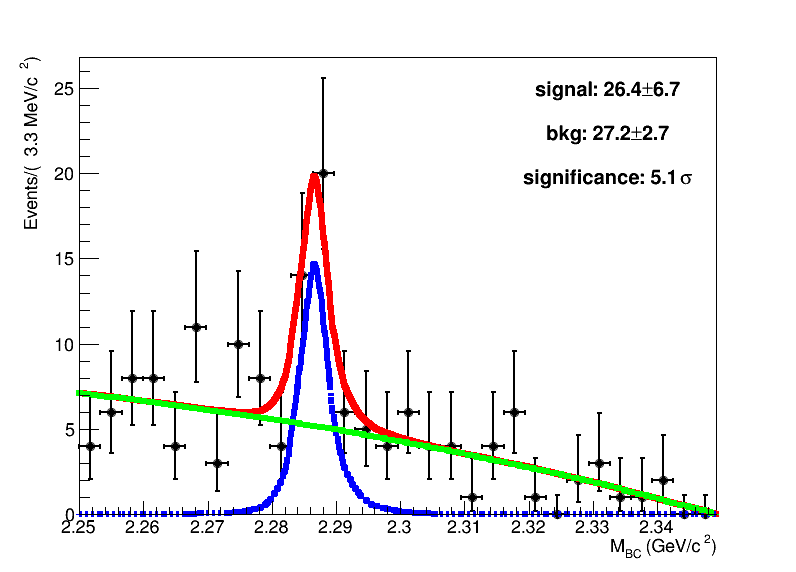 Events/( 3.3 MeV/c²)
25
20
15
10
5
0
signal: 26.4±6.7
bkg: 27.2±2.7
significance: 5.1σ
2.25 2.26 2.27 2.28 2.29 2.3 2.31 2.32 2.33 2.34
M_BC (GeV/c²)